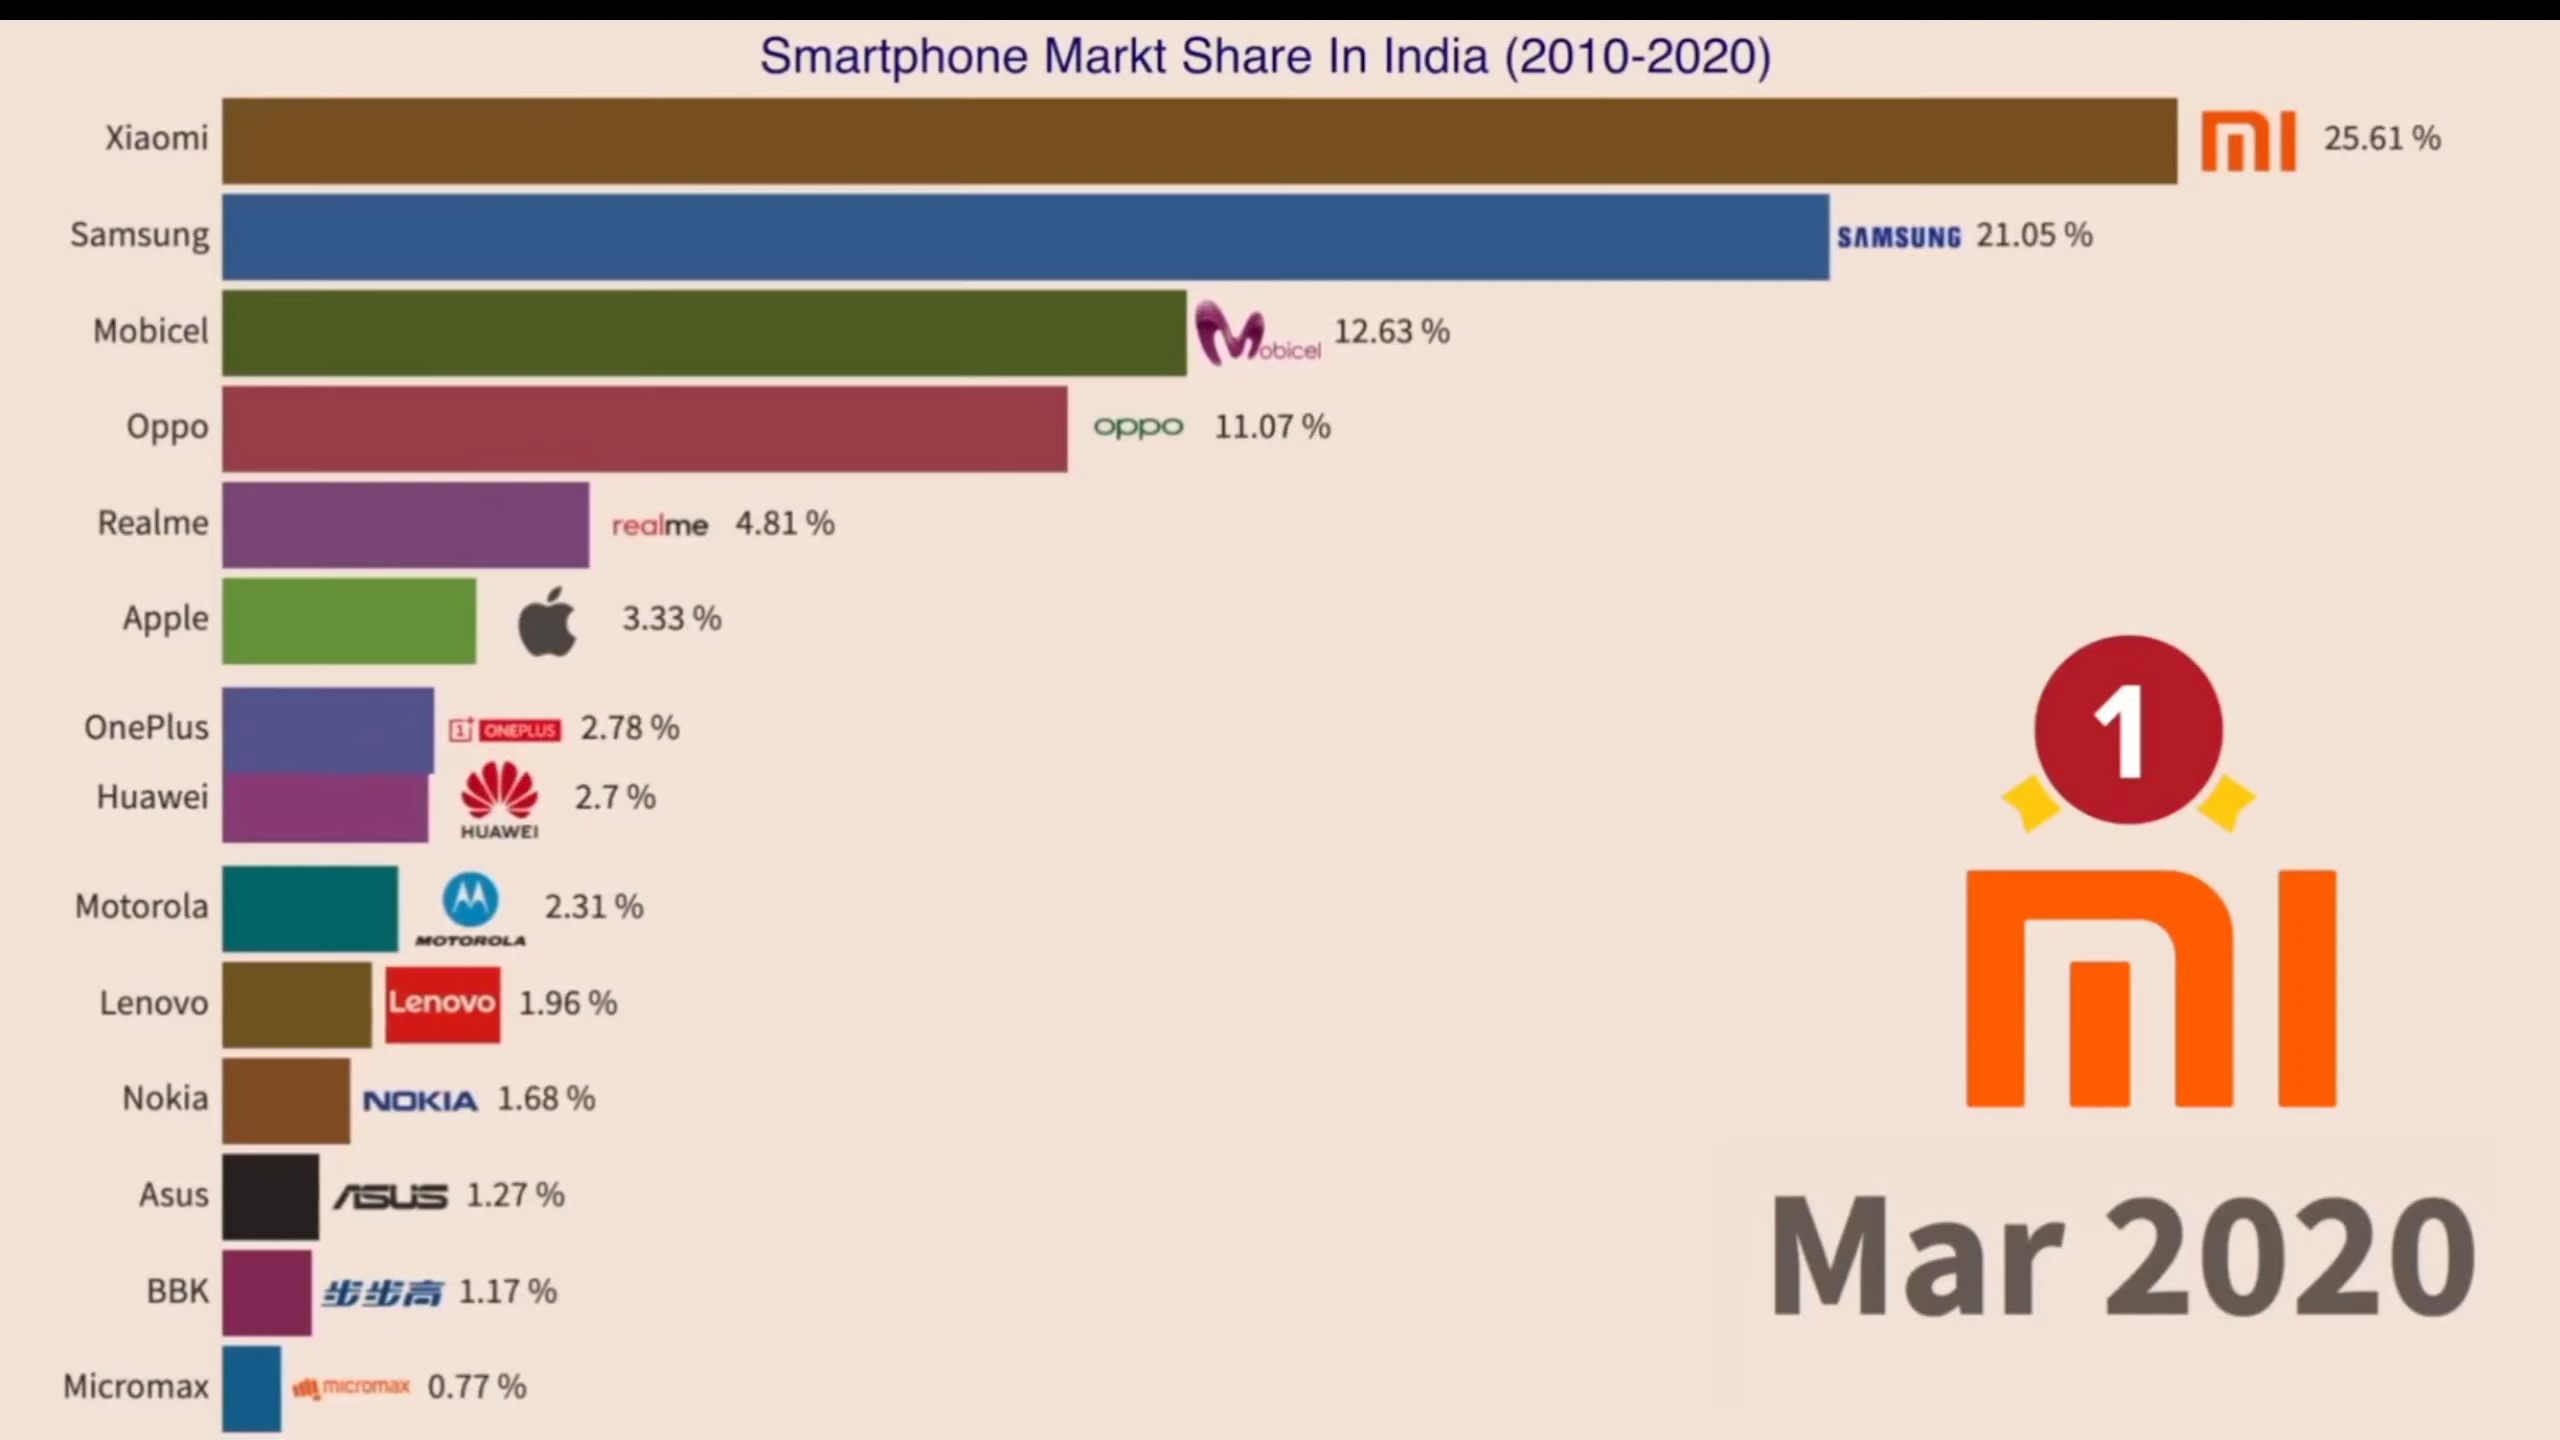 Smartphone Markt Share In India (2010-2020)
Xiaomi mi 25.61 %
Samsung SAMSUNG 21.05 %
Mobicel Mobicel 12.63 %
Oppo oppo 11.07 %
Realme realme 4.81 %
Apple 3.33 %
OnePlus 1+ ONEPLUS 2.78 %
Huawei 2.7 %
HUAWEI
Motorola 2.31 %
MOTOROLA
Lenovo Lenovo 1.96 %
Nokia NOKIA 1.68 %
Asus ASUS 1.27 %
BBK 步步高 1.17 %
Micromax micromax 0.77 %
1
mi
Mar 2020